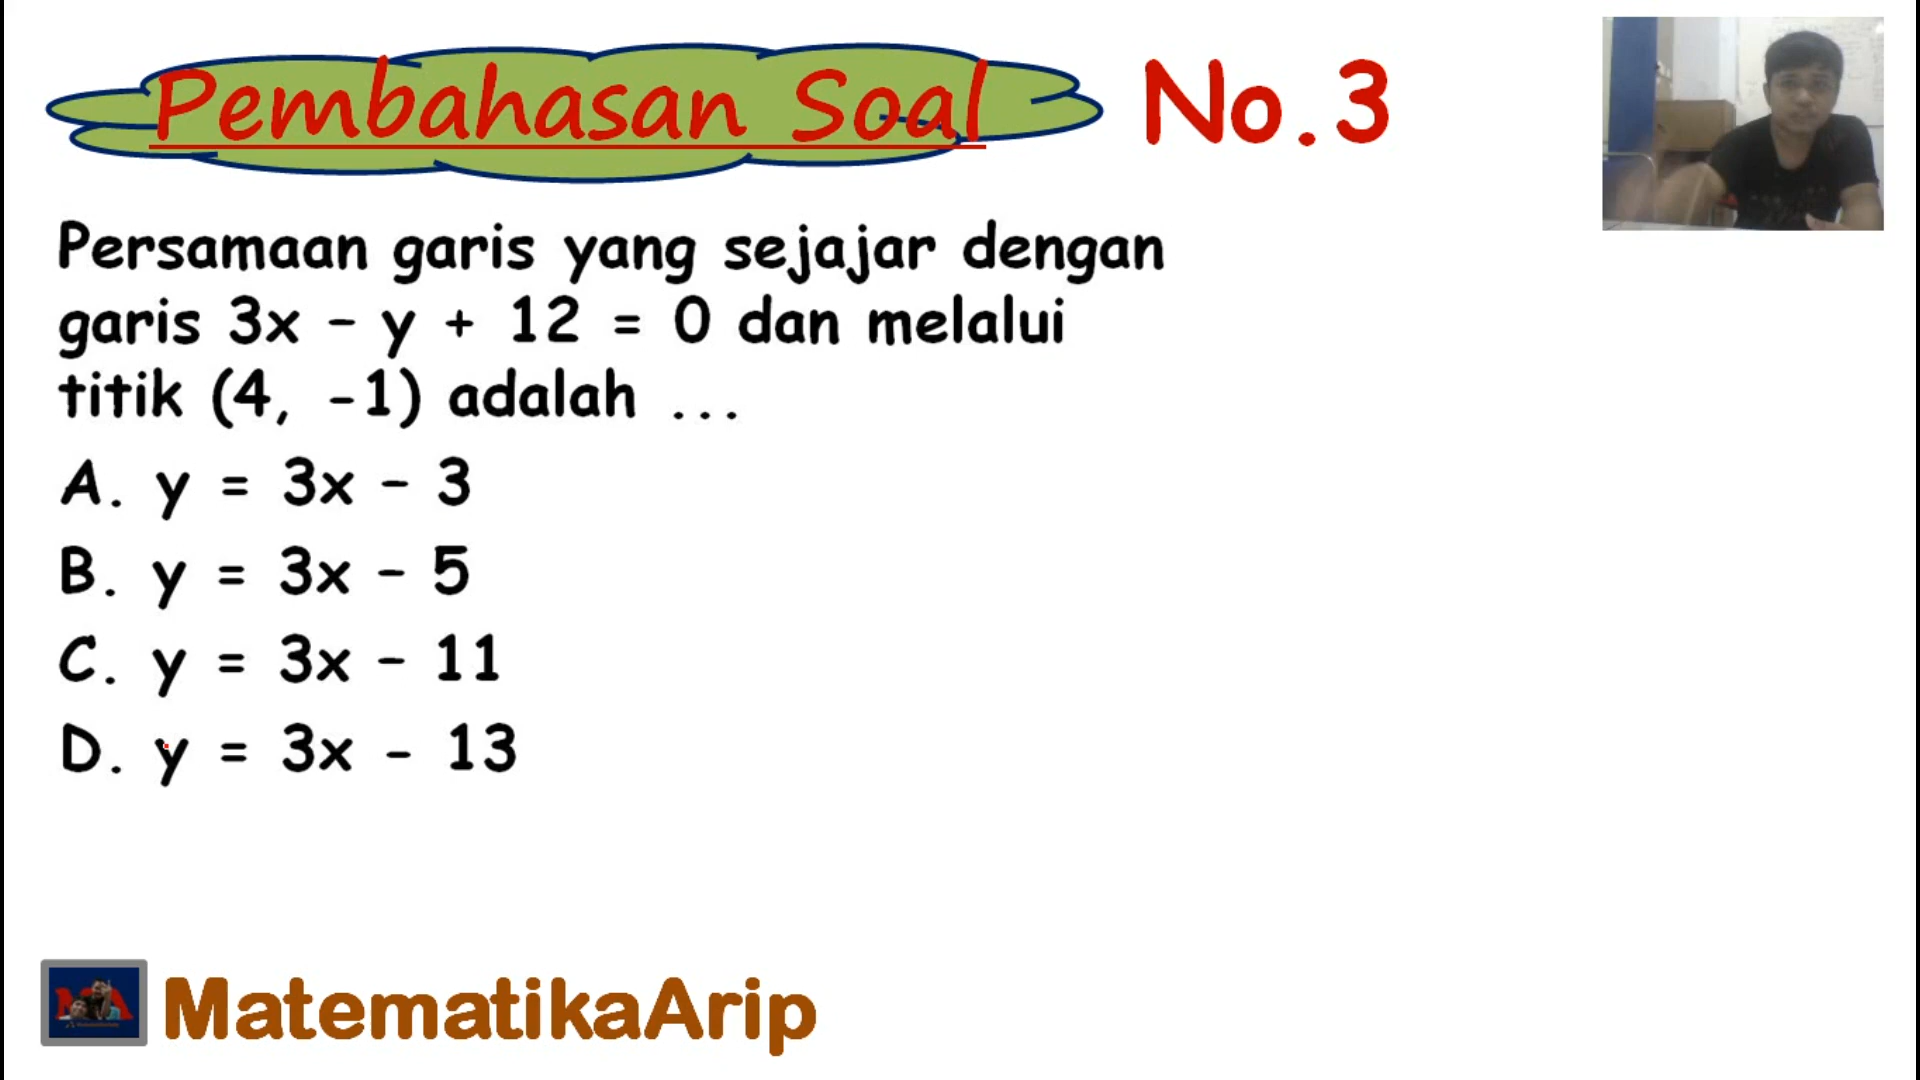 Pembahasan Soal No.3
Persamaan garis yang sejajar dengan
garis 3x – y + 12 = 0 dan melalui
titik (4, -1) adalah ...
A. y = 3x – 3
B. y = 3x – 5
C. y = 3x – 11
D. y = 3x - 13
MatematikaArip